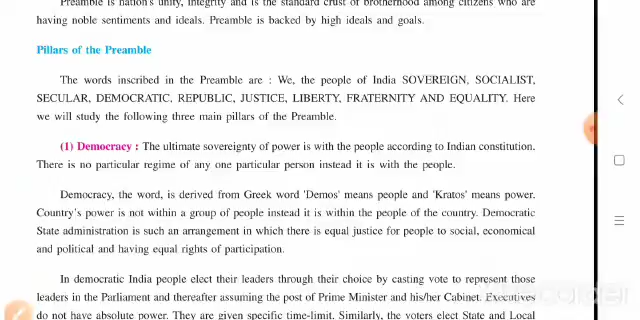 Preamble is nation's unity, integrity and is the standard crust of brotherhood among citizens who are
having noble sentiments and ideals. Preamble is backed by high ideals and goals.
Pillars of the Preamble
The words inscribed in the Preamble are : We, the people of India SOVEREIGN, SOCIALIST,
SECULAR, DEMOCRATIC, REPUBLIC, JUSTICE, LIBERTY, FRATERNITY AND EQUALITY. Here
we will study the following three main pillars of the Preamble.
(1) Democracy : The ultimate sovereignty of power is with the people according to Indian constitution.
There is no particular regime of any one particular person instead it is with the people.
Democracy, the word, is derived from Greek word 'Demos' means people and 'Kratos' means power.
Country's power is not within a group of people instead it is within the people of the country. Democratic
State administration is such an arrangement in which there is equal justice for people to social, economical
and political and having equal rights of participation.
In democratic India people elect their leaders through their choice by casting vote to represent those
leaders in the Parliament and thereafter assuming the post of Prime Minister and his/her Cabinet. Executives
do not have absolute power. They are given specific time-limit. Similarly, the voters elect State and Local